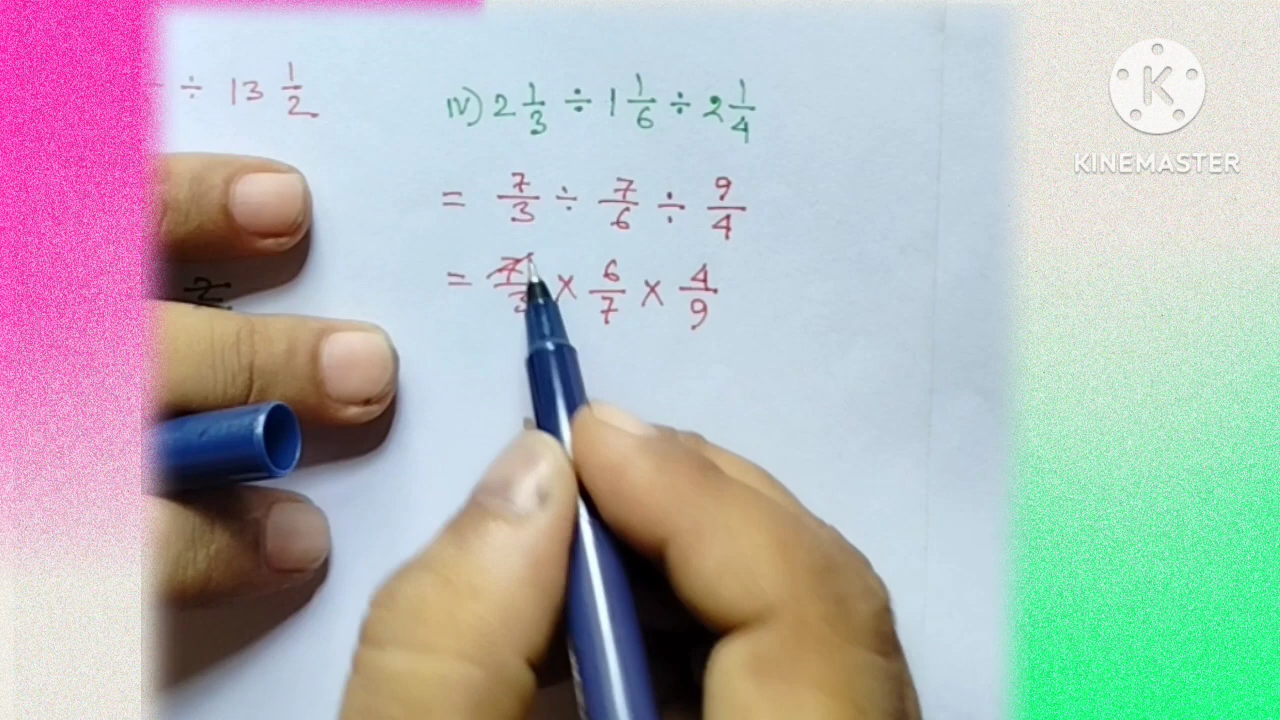 ÷ 13 1/2
IV) 2 1/3 ÷ 1 1/6 ÷ 2 1/4
= 7/3 ÷ 7/6 ÷ 9/4
= 7/3 × 6/7 × 4/9
K
KINEMASTER